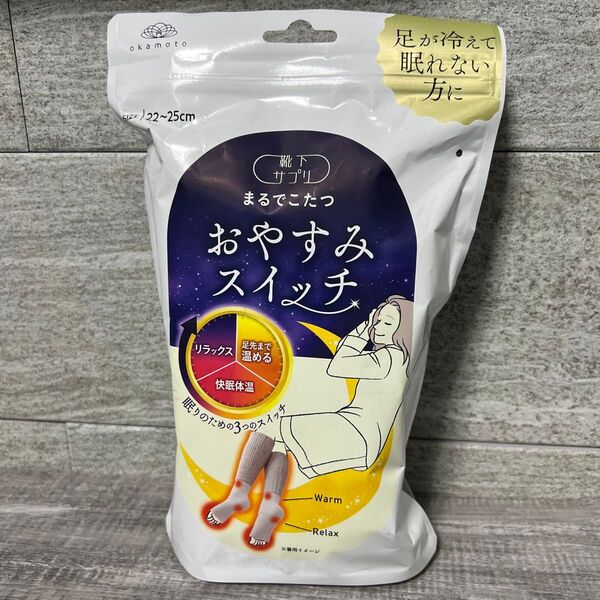 okamoto
足が冷えて
眠れない
方に
SIZE/22~25cm
靴下
サプリ
まるでこたつ
おやすみ
スイッチ
リラックス
足先まで
温める
快眠体温
眠りのための3つのスイッチ
Warm
Relax
※着用イメージ